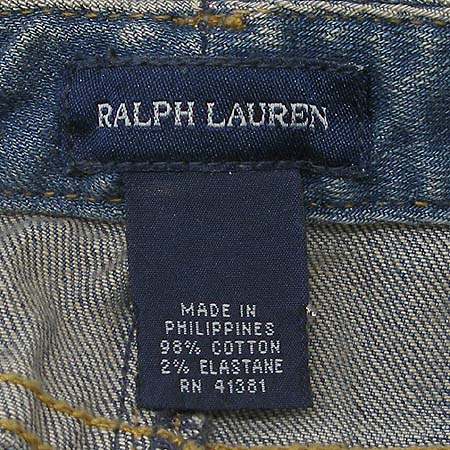 RALPH LAUREN
MADE IN
PHILIPPINES
98% COTTON
2% ELASTANE
RN 41381